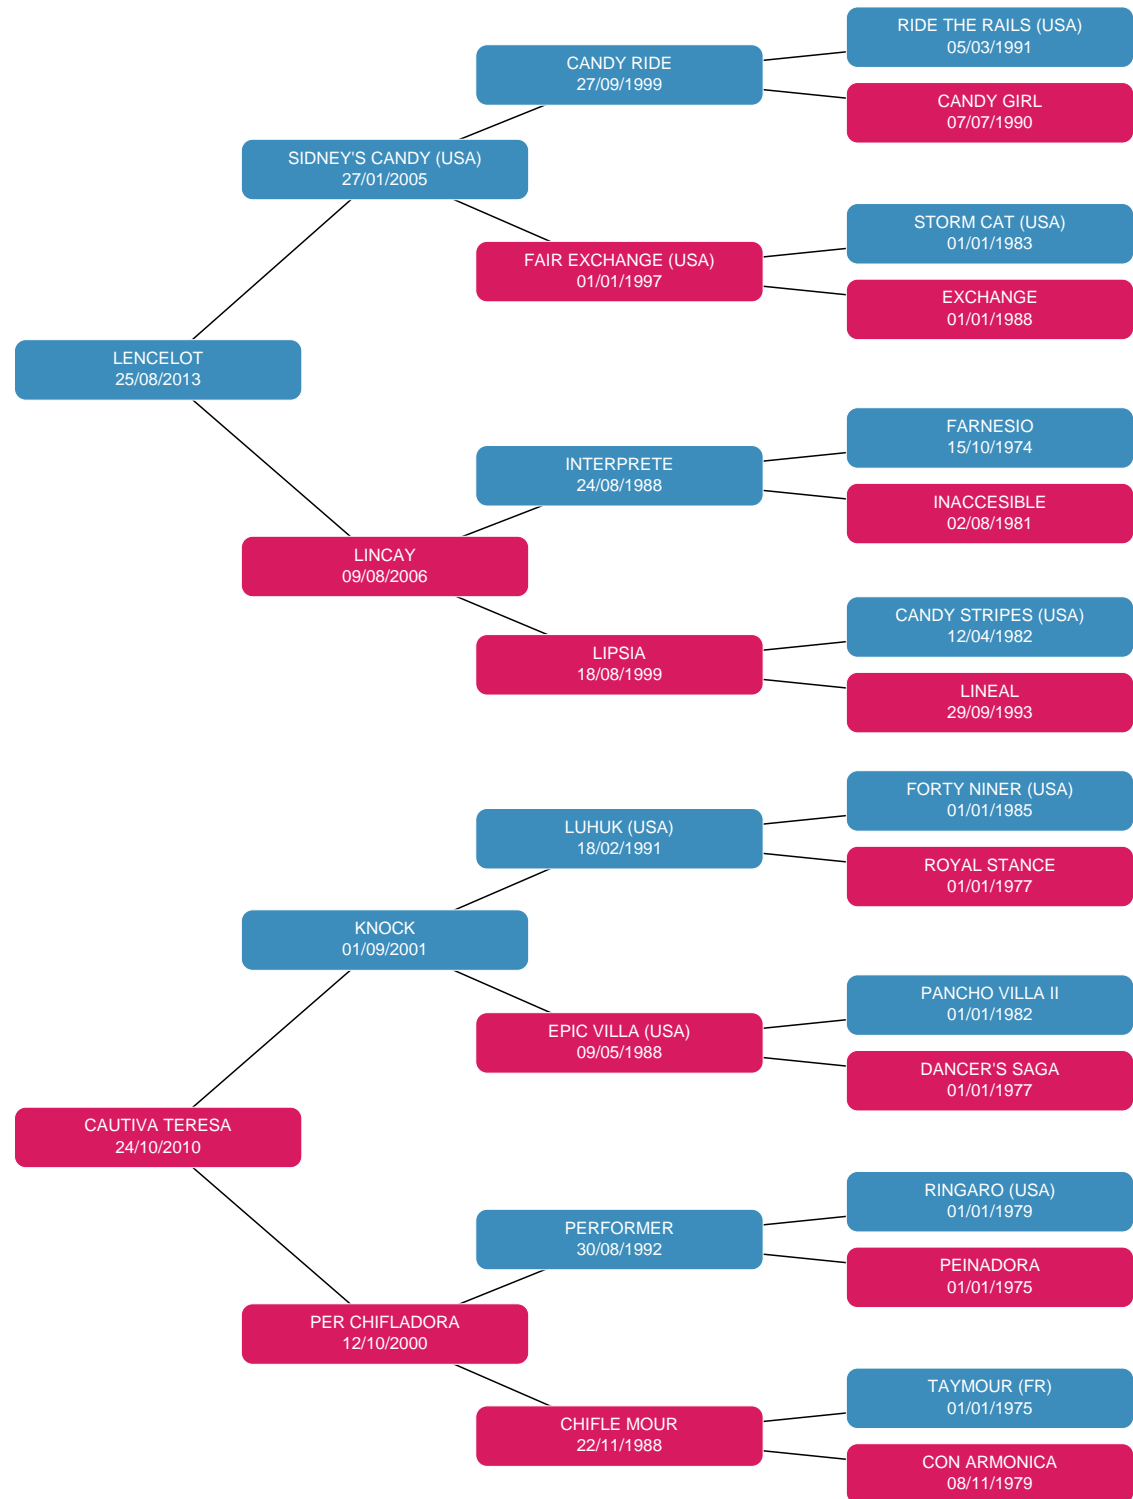 RIDE THE RAILS (USA)
05/03/1991
CANDY RIDE
27/09/1999
CANDY GIRL
07/07/1990
SIDNEY'S CANDY (USA)
27/01/2005
STORM CAT (USA)
01/01/1983
FAIR EXCHANGE (USA)
01/01/1997
EXCHANGE
01/01/1988
LENCELOT
25/08/2013
FARNESIO
15/10/1974
INTERPRETE
24/08/1988
INACCESIBLE
02/08/1981
LINCAY
09/08/2006
CANDY STRIPES (USA)
12/04/1982
LIPSIA
18/08/1999
LINEAL
29/09/1993
FORTY NINER (USA)
01/01/1985
LUHUK (USA)
18/02/1991
ROYAL STANCE
01/01/1977
KNOCK
01/09/2001
PANCHO VILLA II
01/01/1982
EPIC VILLA (USA)
09/05/1988
DANCER'S SAGA
01/01/1977
CAUTIVA TERESA
24/10/2010
RINGARO (USA)
01/01/1979
PERFORMER
30/08/1992
PEINADORA
01/01/1975
PER CHIFLADORA
12/10/2000
TAYMOUR (FR)
01/01/1975
CHIFLE MOUR
22/11/1988
CON ARMONICA
08/11/1979